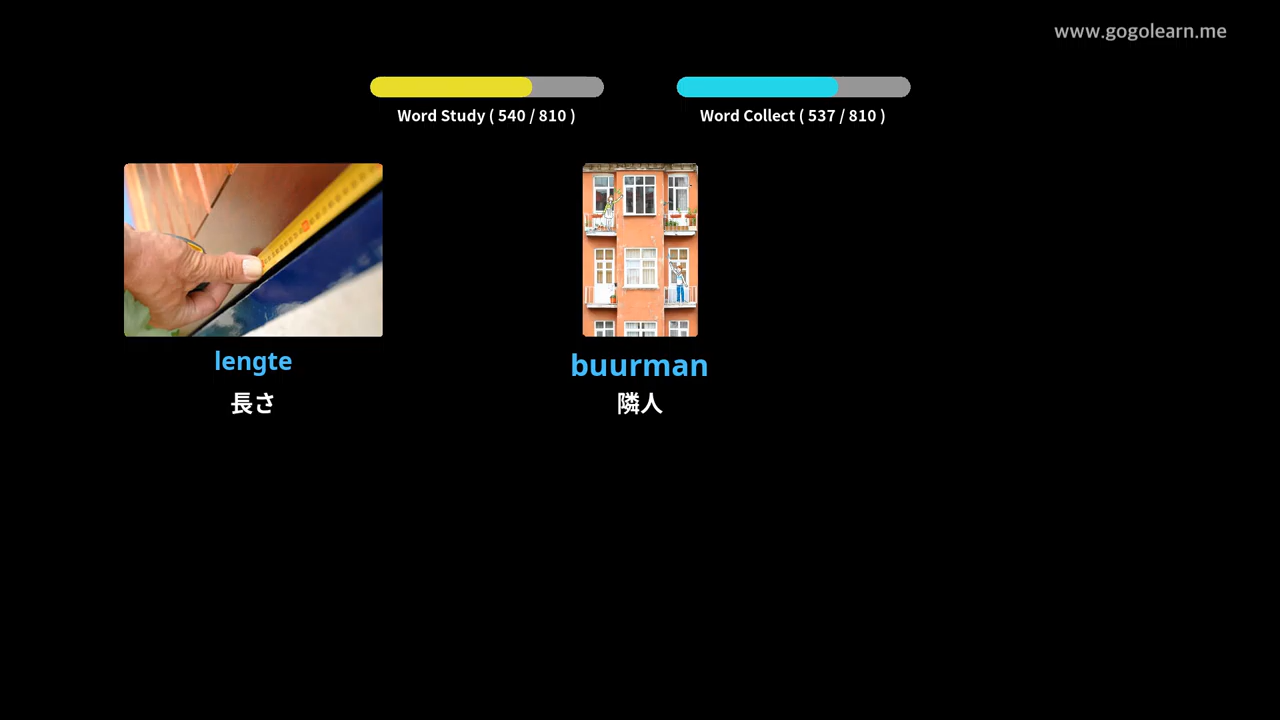 www.gogolearn.me
Word Study ( 540 / 810 )
Word Collect ( 537 / 810 )
lengte
長さ
buurman
隣人